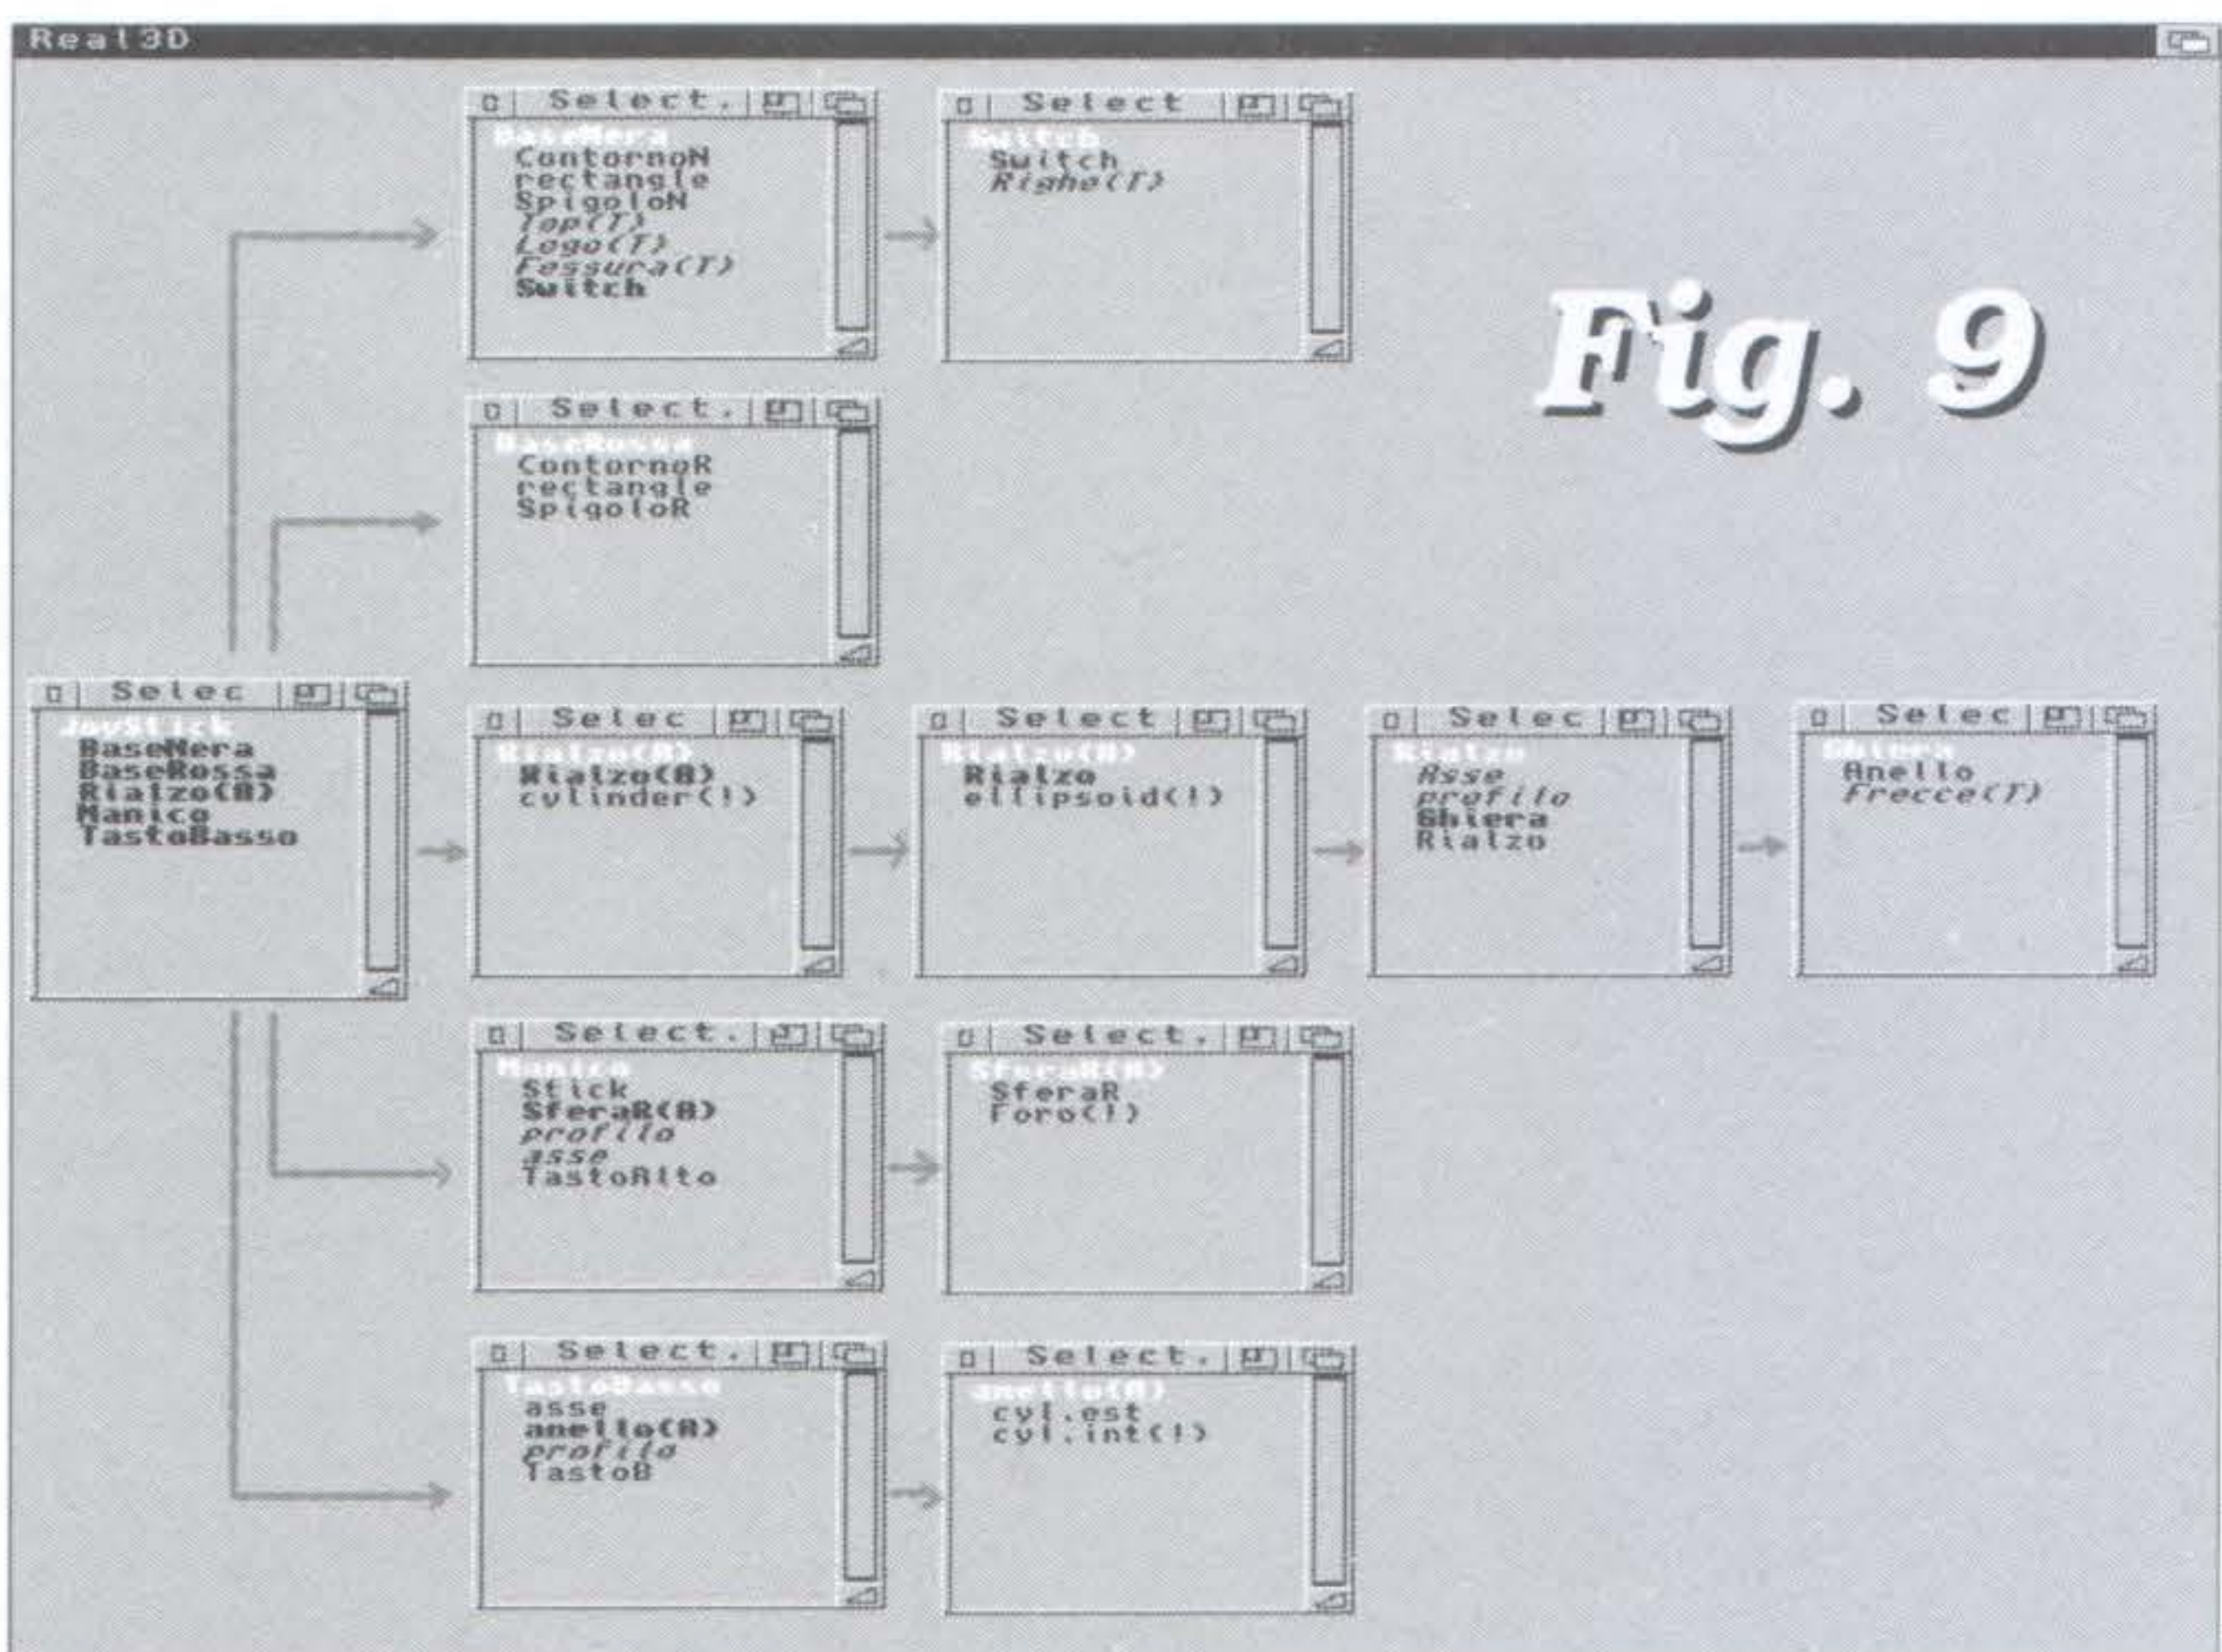 Real3D
Select.
BaseNera
ContornoN
rectangle
SpigoloN
Top(T)
Logo(T)
Fessura(T)
Switch
Select
Switch
Switch
Righe(T)
Fig. 9
Select.
BaseRossa
ContornoR
rectangle
SpigoloR
Selec
JoyStick
BaseNera
BaseRossa
Rialzo(A)
Manico
TastoBasso
Selec
Rialzo(A)
Rialzo(A)
cylinder(!)
Select
Rialzo(A)
Rialzo
ellipsoid(!)
Selec
Rialzo
Asse
profilo
Ghiera
Rialzo
Selec
Ghiera
Anello
Frecce(T)
Select.
Manico
Stick
SferaR(A)
profilo
asse
TastoAlto
Select.
SferaR(A)
SferaR
Foro(!)
Select.
TastoBasso
asse
anello(A)
profilo
TastoB
Select.
anello(A)
cyl.est
cyl.int(!)